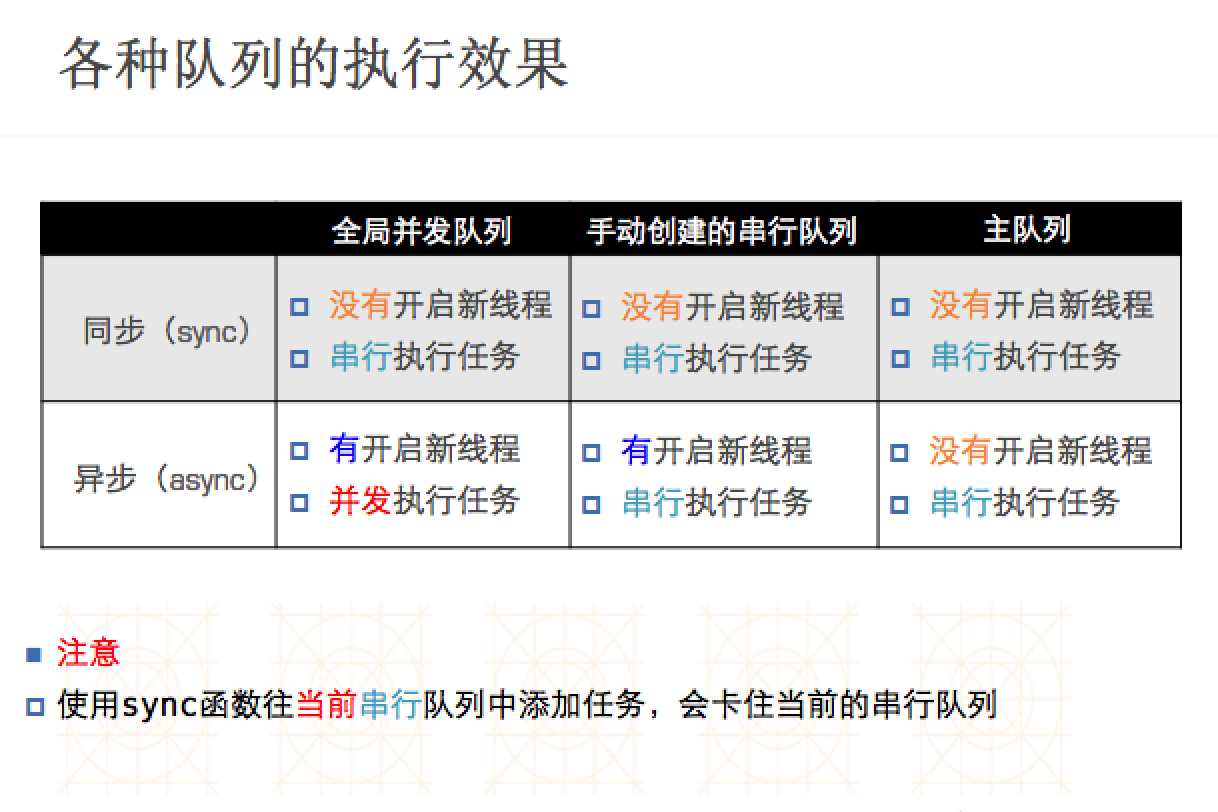 各种队列的执行效果
全局并发队列 手动创建的串行队列 主队列
同步（sync） 没有开启新线程 没有开启新线程 没有开启新线程
串行执行任务 串行执行任务 串行执行任务
异步（async） 有开启新线程 有开启新线程 没有开启新线程
并发执行任务 串行执行任务 串行执行任务
注意
使用sync函数往当前串行队列中添加任务，会卡住当前的串行队列